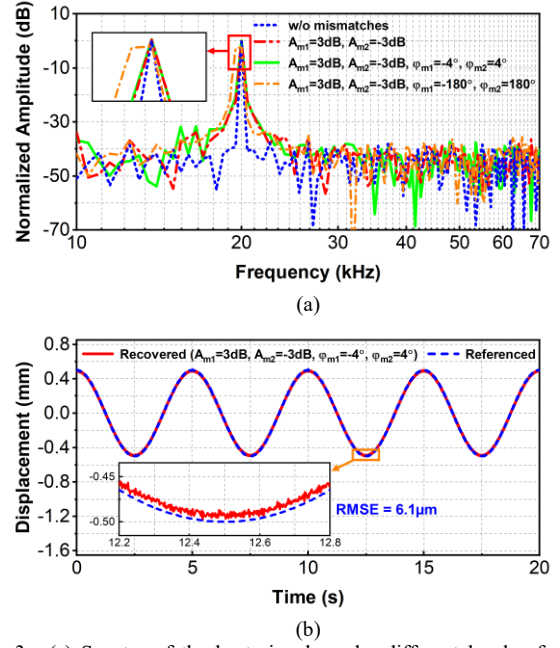 10
-10
-30
-50
-70
Normalized Amplitude (dB)
w/o mismatches
Am1=3dB, Am2=-3dB
Am1=3dB, Am2=-3dB, φm1=-4°, φm2=4°
Am1=3dB, Am2=-3dB, φm1=-180°, φm2=180°
10 20 30 40 50 60 70
Frequency (kHz)
(a)
0.8
0.4
0.0
-0.4
-0.8
-1.2
-1.6
Displacement (mm)
Recovered (Am1=3dB, Am2=-3dB, φm1=-4°, φm2=4°) Referenced
-0.45
-0.50
12.2 12.4 12.6 12.8
RMSE = 6.1μm
0 5 10 15 20
Time (s)
(b)